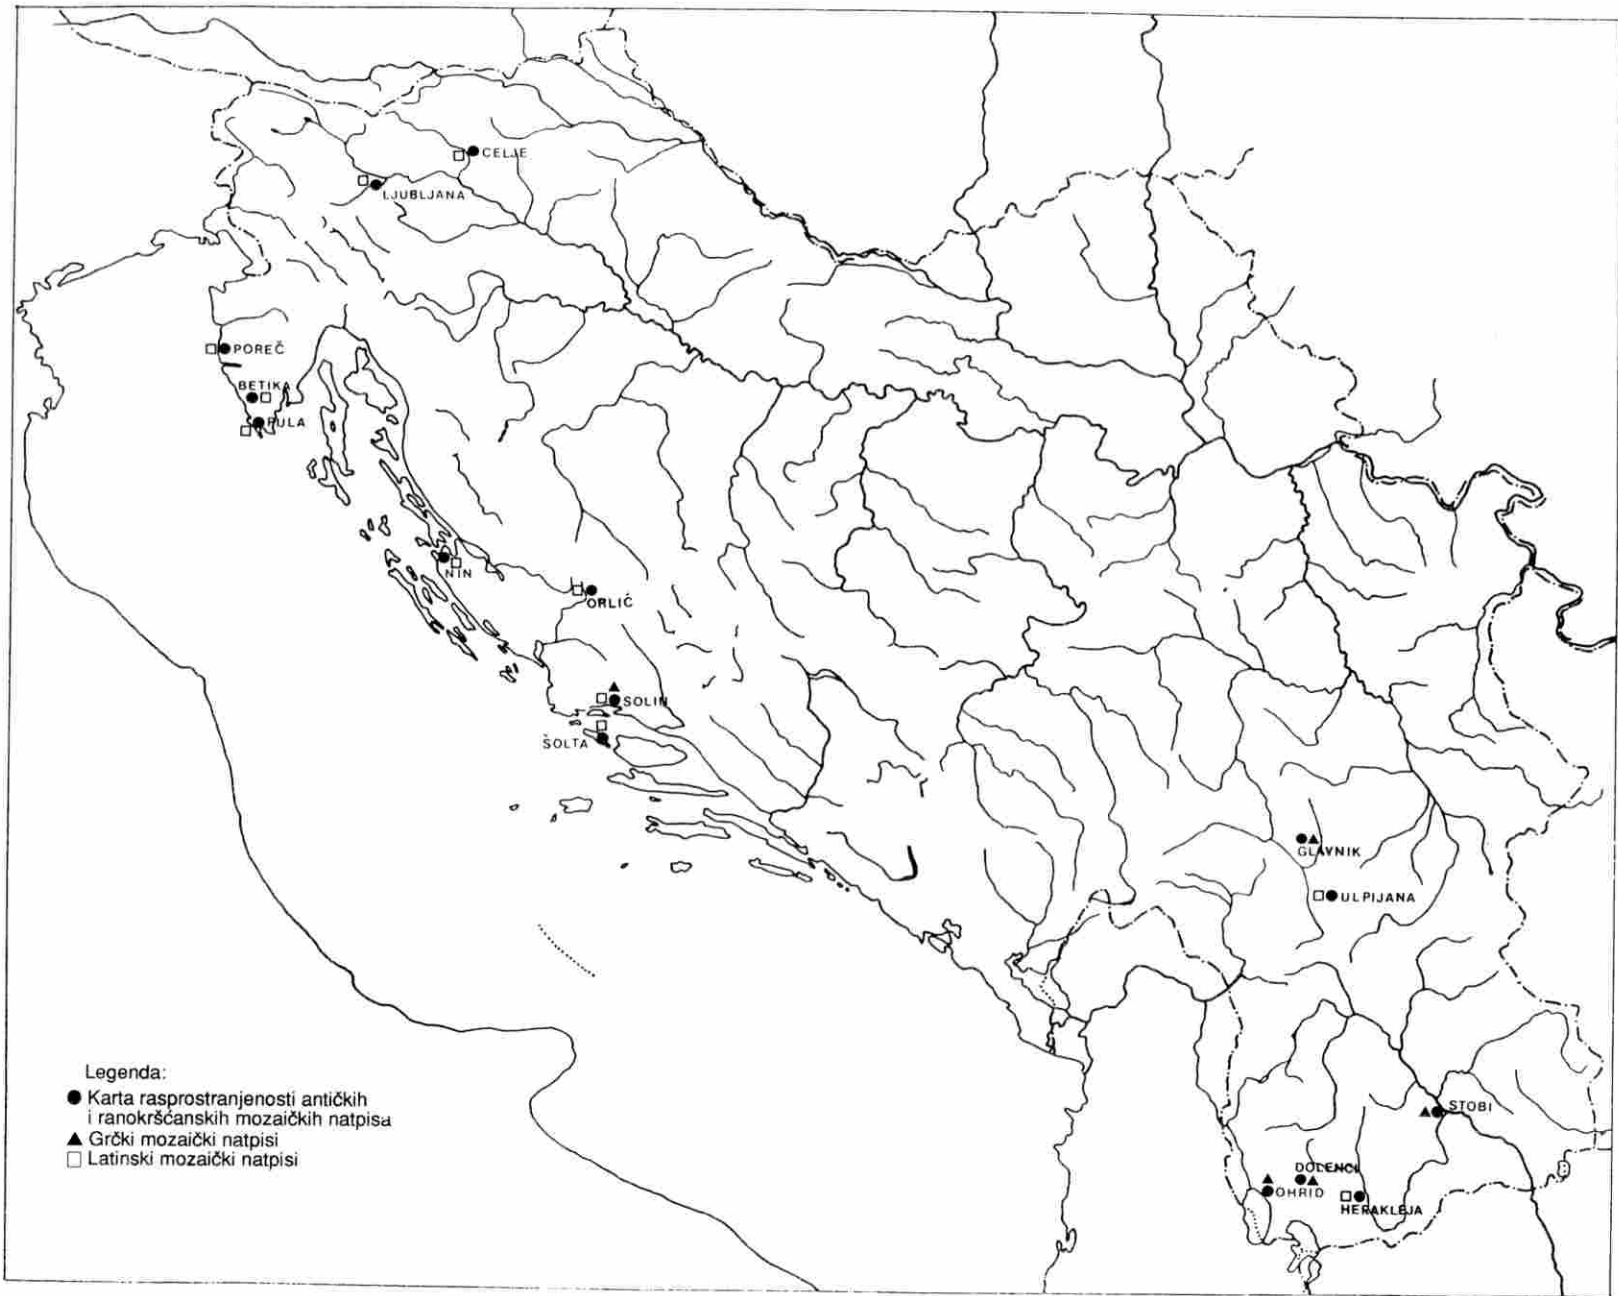 CELJE
LJUBLJANA
POREČ
BETIKA
PULA
NIN
ORLIĆ
SOLIN
ŠOLTA
GLAVNIK
ULPIJANA
STOBI
DOLENCI
OHRID
HERAKLEJA
Legenda:
Karta rasprostranjenosti antičkih
i ranokršćanskih mozaičkih natpisa
Grčki mozaički natpisi
Latinski mozaički natpisi